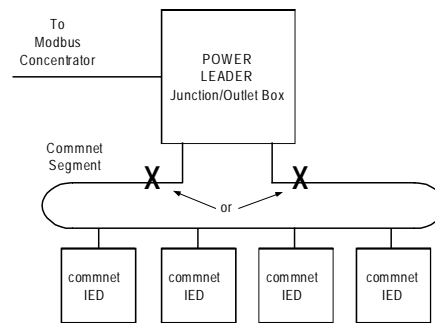 To
Modbus
Concentrator
POWER
LEADER
Junction/Outlet Box
Commnet
Segment
X
X
or
commnet
IED
commnet
IED
commnet
IED
commnet
IED